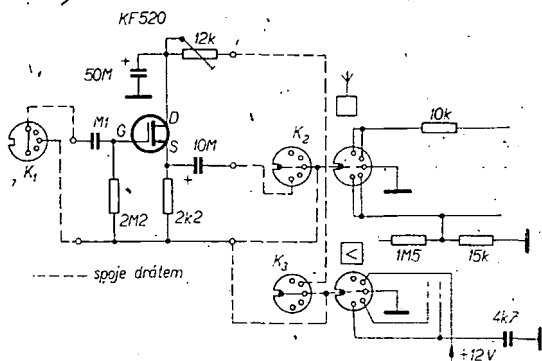 KF520
12k
+
50M
M1
D
G
S
10M
+
K1
K2
10k
2M2
2k2
1M5
15k
K3
<
spoje drátem
4k7
+12V